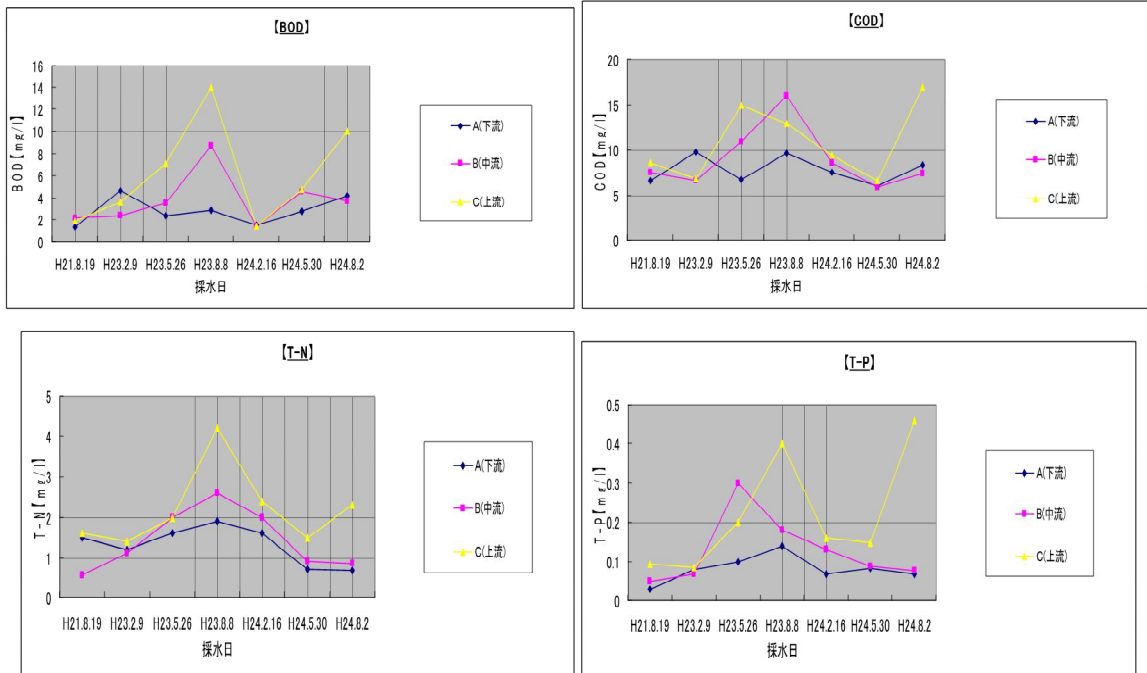 【BOD】
BOD【mg/l】
16
14
12
10
8
6
4
2
0
H21.8.19 H23.2.9 H23.5.26 H23.8.8 H24.2.16 H24.5.30 H24.8.2
採水日
A(下流)
B(中流)
C(上流)
【COD】
COD【mg/l】
20
15
10
5
0
H21.8.19 H23.2.9 H23.5.26 H23.8.8 H24.2.16 H24.5.30 H24.8.2
採水日
A(下流)
B(中流)
C(上流)
【T-N】
T-N【mg/l】
5
4
3
2
1
0
H21.8.19 H23.2.9 H23.5.26 H23.8.8 H24.2.16 H24.5.30 H24.8.2
採水日
A(下流)
B(中流)
C(上流)
【T-P】
T-P【mg/l】
0.5
0.4
0.3
0.2
0.1
0
H21.8.19 H23.2.9 H23.5.26 H23.8.8 H24.2.16 H24.5.30 H24.8.2
採水日
A(下流)
B(中流)
C(上流)